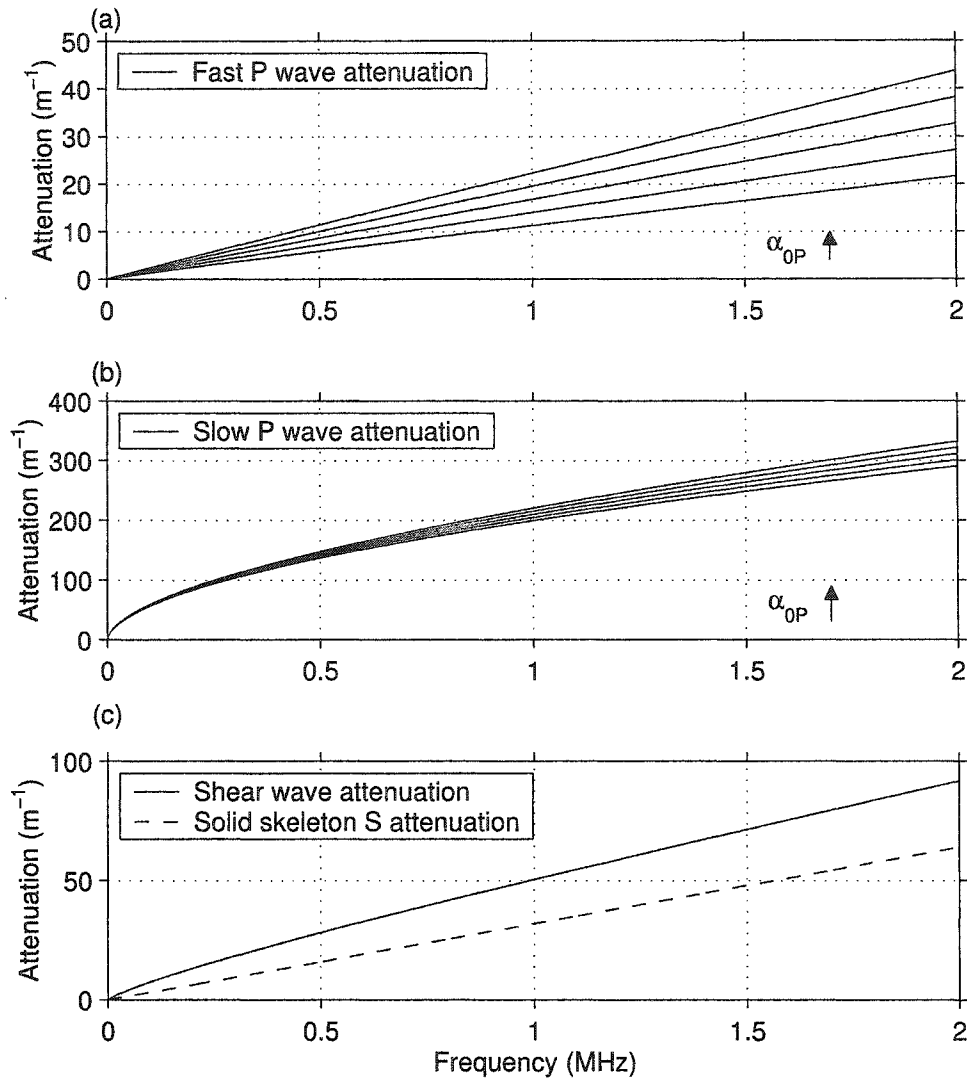 (a)
50
40
30
20
10
0
Attenuation (m⁻¹)
Fast P wave attenuation
α0P
0 0.5 1 1.5 2
(b)
400
300
200
100
0
Attenuation (m⁻¹)
Slow P wave attenuation
α0P
0 0.5 1 1.5 2
(c)
100
50
0
Attenuation (m⁻¹)
Shear wave attenuation
Solid skeleton S attenuation
0 0.5 1 1.5 2
Frequency (MHz)